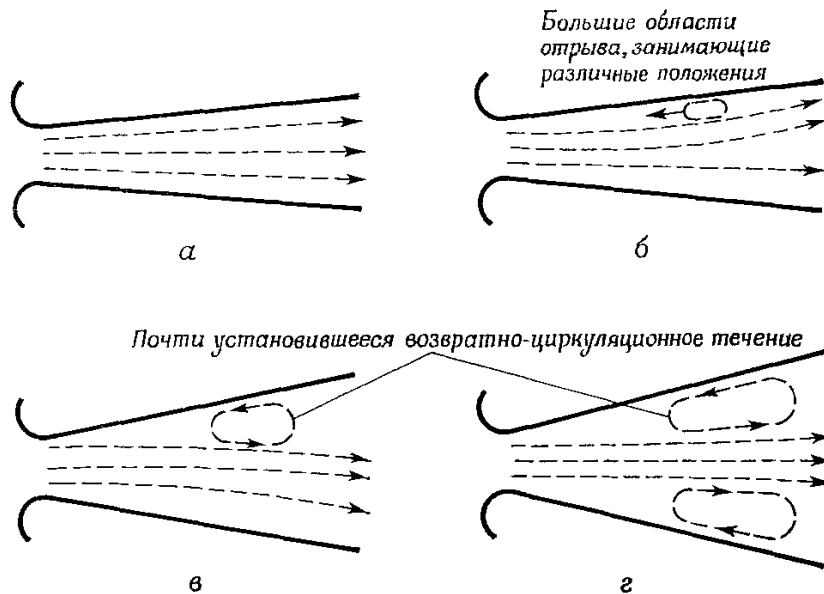 Большие области
отрыва, занимающие
различные положения
а
б
Почти установившееся возвратно-циркуляционное течение
в
г